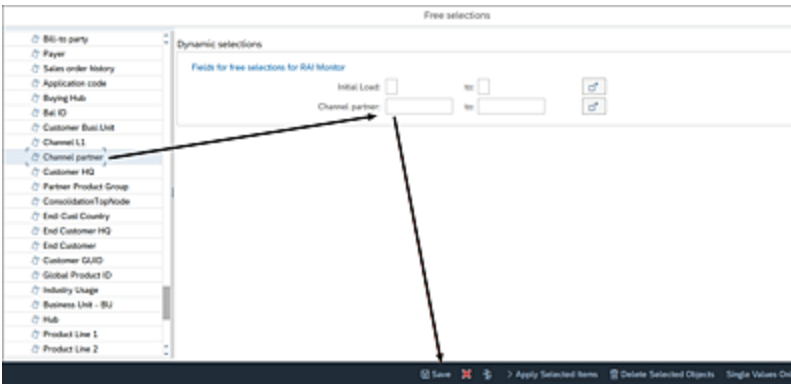 Free selections
Bill-to party
Payer
Sales order history
Application code
Buying Hub
Bal ID
Customer Busi.Unit
Channel L1
Channel partner
Customer HQ
Partner Product Group
ConsolidationTopNode
End Cust Country
End Customer HQ
End Customer
Customer GUID
Global Product ID
Industry Usage
Business Unit - BU
Hub
Product Line 1
Product Line 2
Dynamic selections
Fields for free selections for RAI Monitor
Initial Load: to:
Channel partner: to:
Save > Apply Selected Items Delete Selected Objects Single Values On